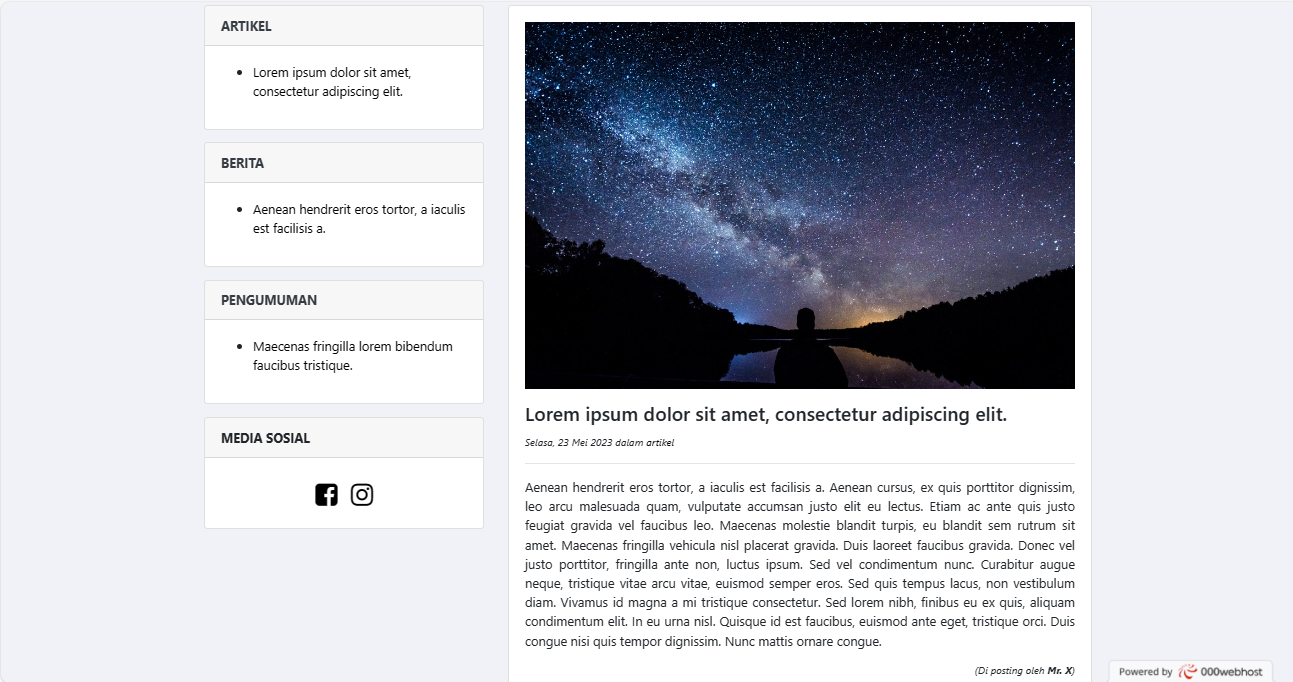 ARTIKEL
Lorem ipsum dolor sit amet,
consectetur adipiscing elit.
BERITA
Aenean hendrerit eros tortor, a iaculis
est facilisis a.
PENGUMUMAN
Maecenas fringilla lorem bibendum
faucibus tristique.
MEDIA SOSIAL
Lorem ipsum dolor sit amet, consectetur adipiscing elit.
Selasa, 23 Mei 2023 dalam artikel
Aenean hendrerit eros tortor, a iaculis est facilisis a. Aenean cursus, ex quis porttitor dignissim,
leo arcu malesuada quam, vulputate accumsan justo elit eu lectus. Etiam ac ante quis justo
feugiat gravida vel faucibus leo. Maecenas molestie blandit turpis, eu blandit sem rutrum sit
amet. Maecenas fringilla vehicula nisl placerat gravida. Duis laoreet faucibus gravida. Donec vel
justo porttitor, fringilla ante non, luctus ipsum. Sed vel condimentum nunc. Curabitur augue
neque, tristique vitae arcu vitae, euismod semper eros. Sed quis tempus lacus, non vestibulum
diam. Vivamus id magna a mi tristique consectetur. Sed lorem nibh, finibus eu ex quis, aliquam
condimentum elit. In eu urna nisl. Quisque id est faucibus, euismod ante eget, tristique orci. Duis
congue nisi quis tempor dignissim. Nunc mattis ornare congue.
(Di posting oleh Mr. X)
Powered by 000webhost